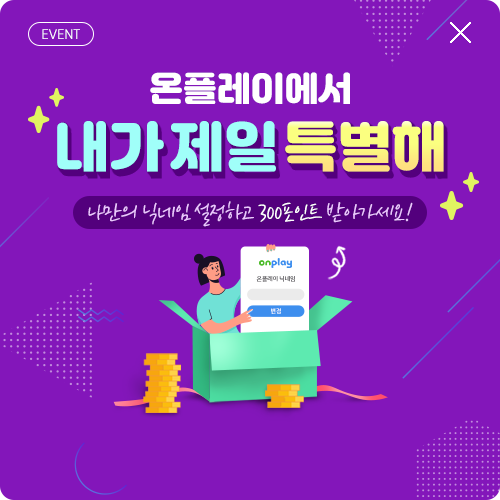 EVENT
온플레이에서
내가 제일 특별해
나만의 닉네임 설정하고 300포인트 받아가세요!
onplay
온플레이 닉네임
변경